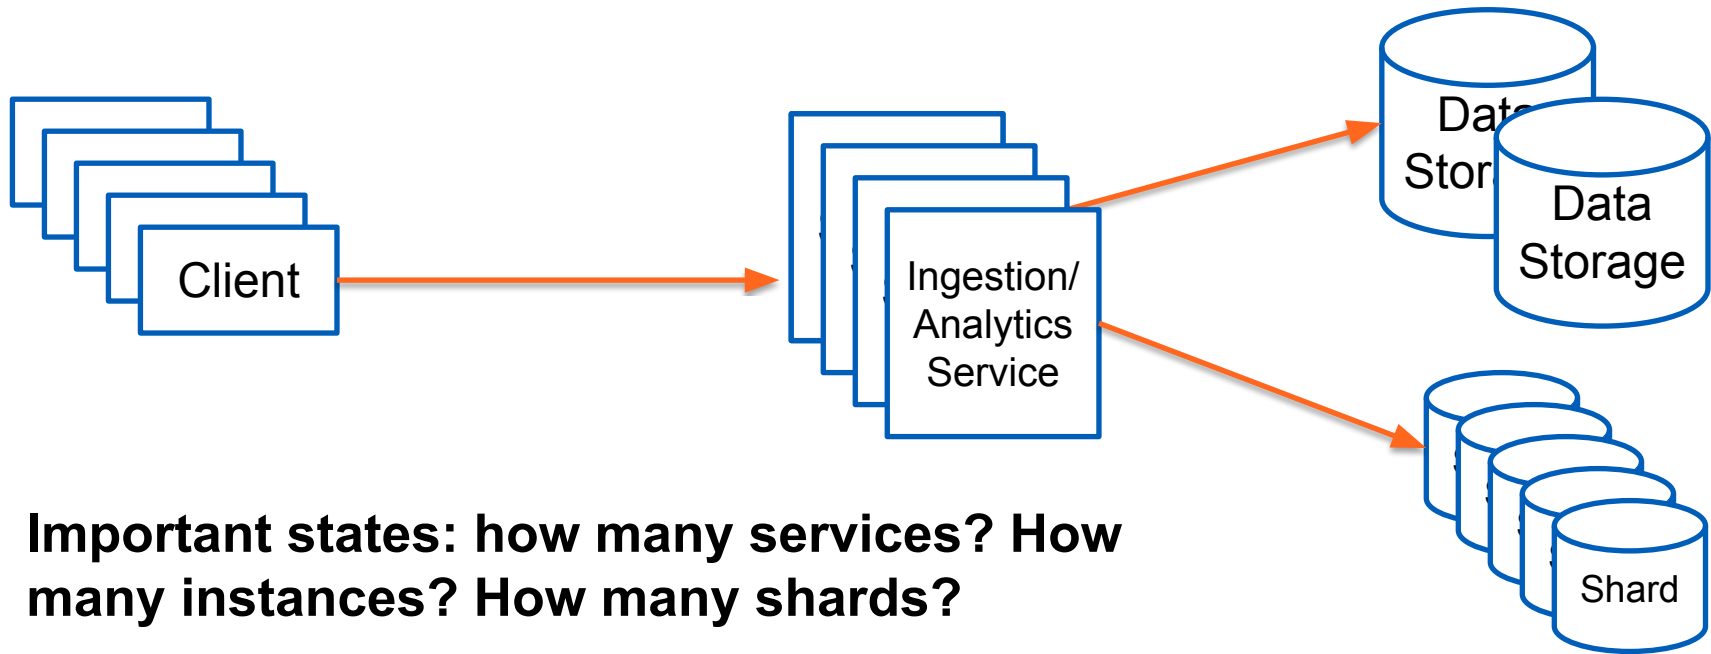 Client
Ingestion/
Analytics
Service
Data
Storage
Shard
Important states: how many services? How
many instances? How many shards?